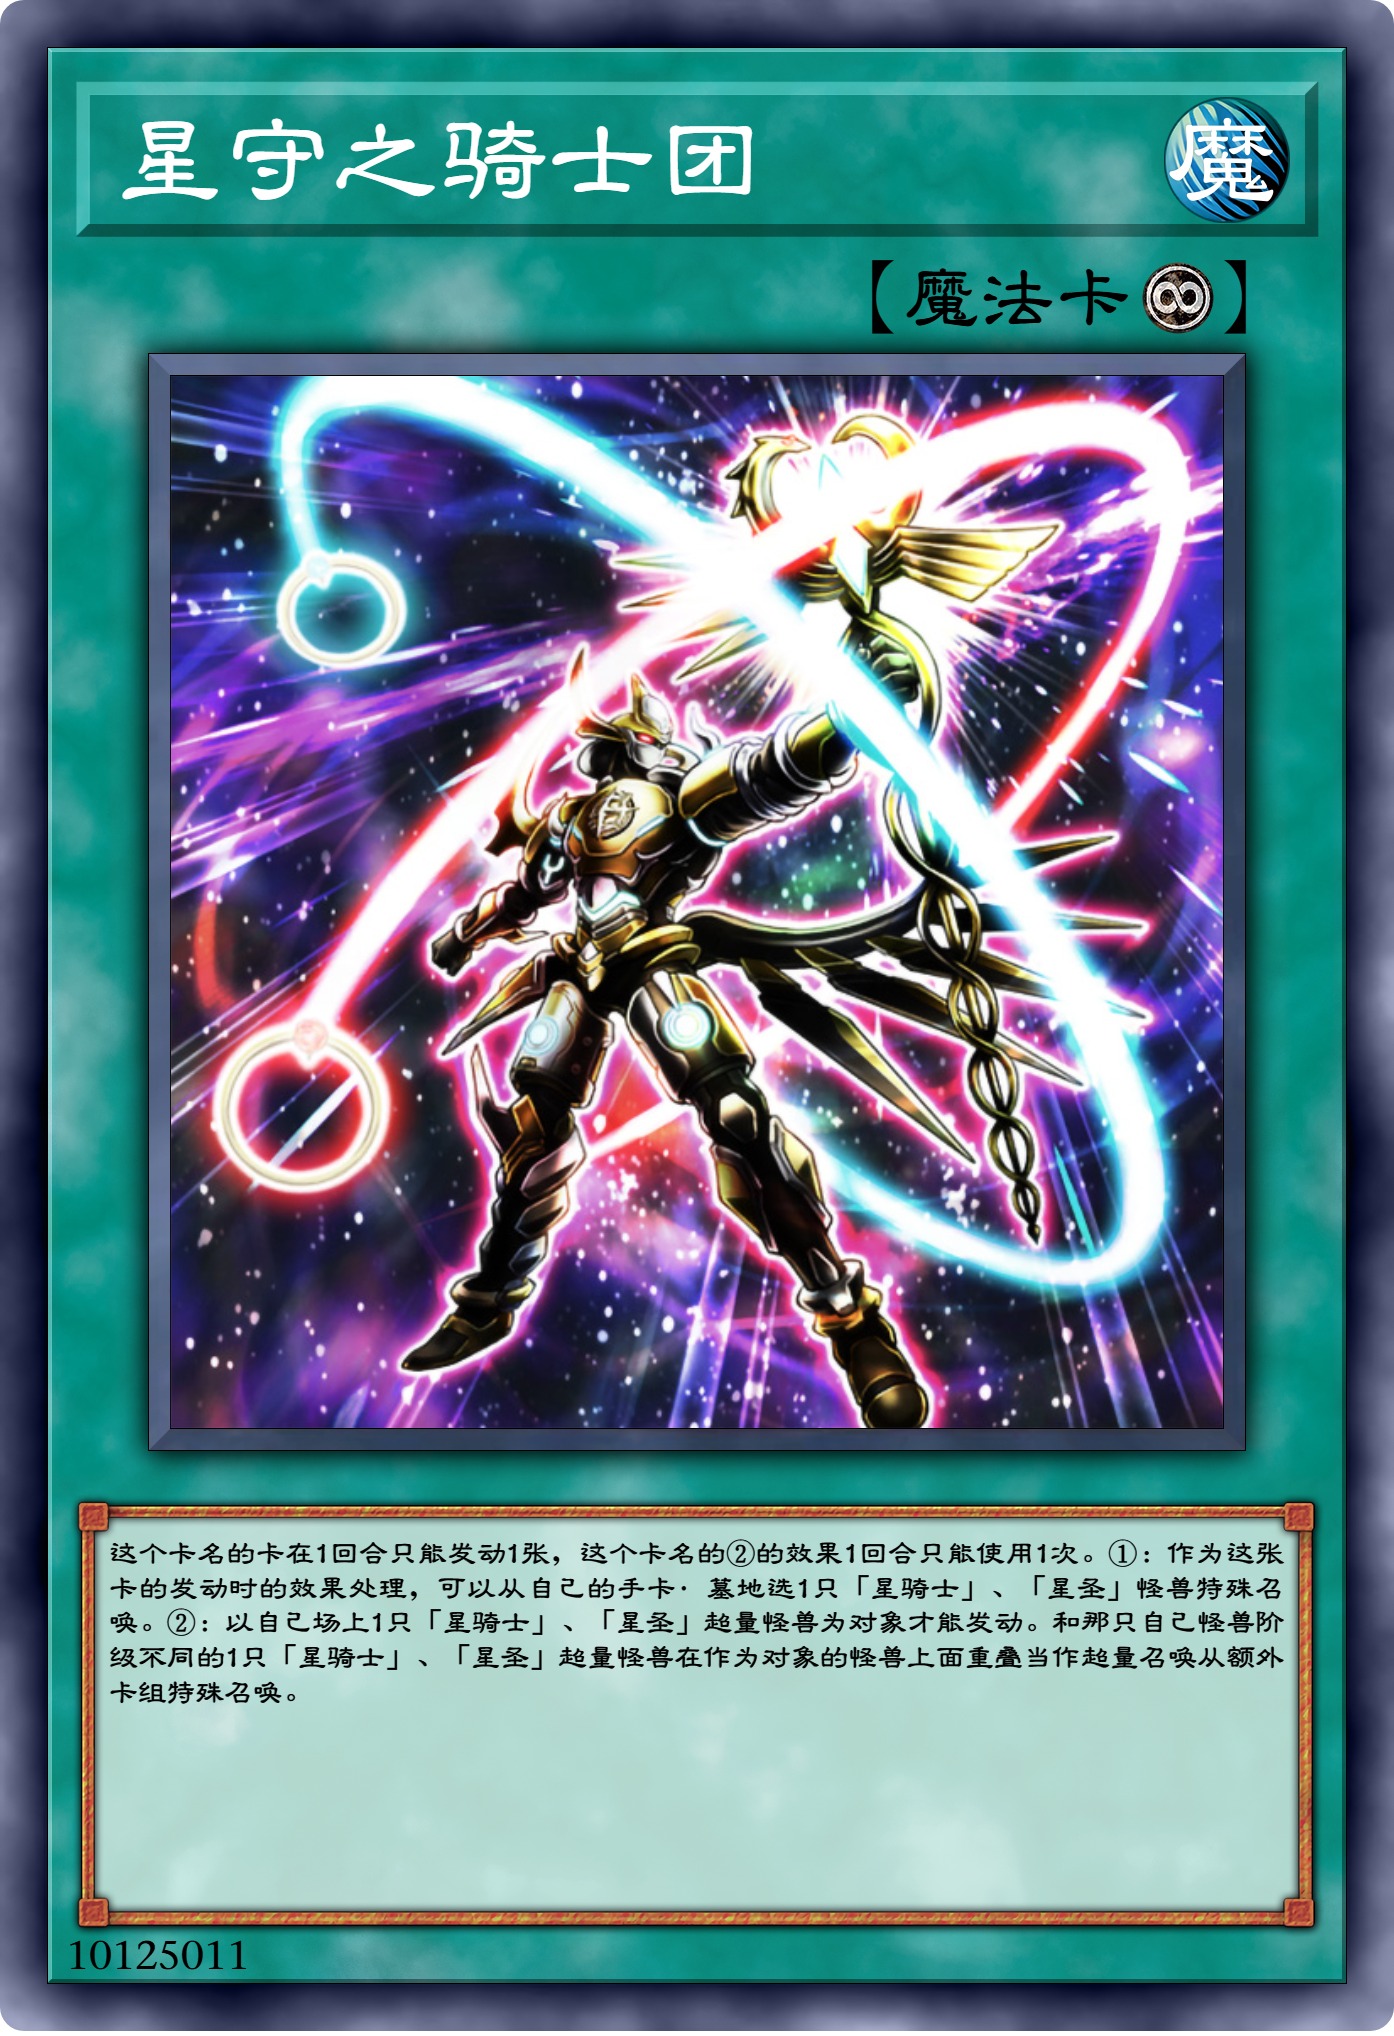 星守之骑士团
魔
【魔法卡】
这个卡名的卡在1回合只能发动1张，这个卡名的②的效果1回合只能使用1次。①：作为这张
卡的发动时的效果处理，可以从自己的手卡·墓地选1只「星骑士」、「星圣」怪兽特殊召
唤。②：以自己场上1只「星骑士」、「星圣」超量怪兽为对象才能发动。和那只自己怪兽阶
级不同的1只「星骑士」、「星圣」超量怪兽在作为对象的怪兽上面重叠当作超量召唤从额外
卡组特殊召唤。
10125011